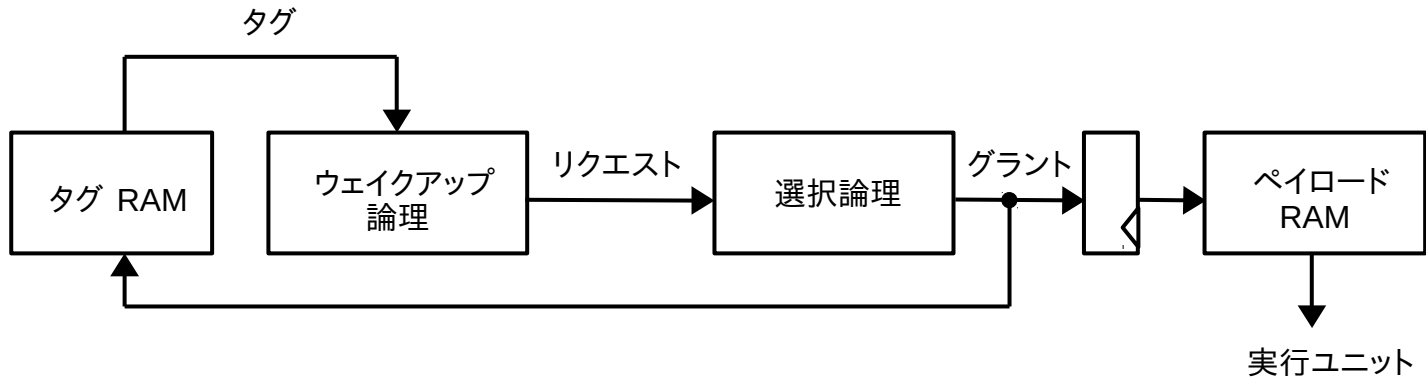 タグ
タグ RAM
ウェイクアップ
論理
リクエスト
選択論理
グラント
ペイロード
RAM
実行ユニット